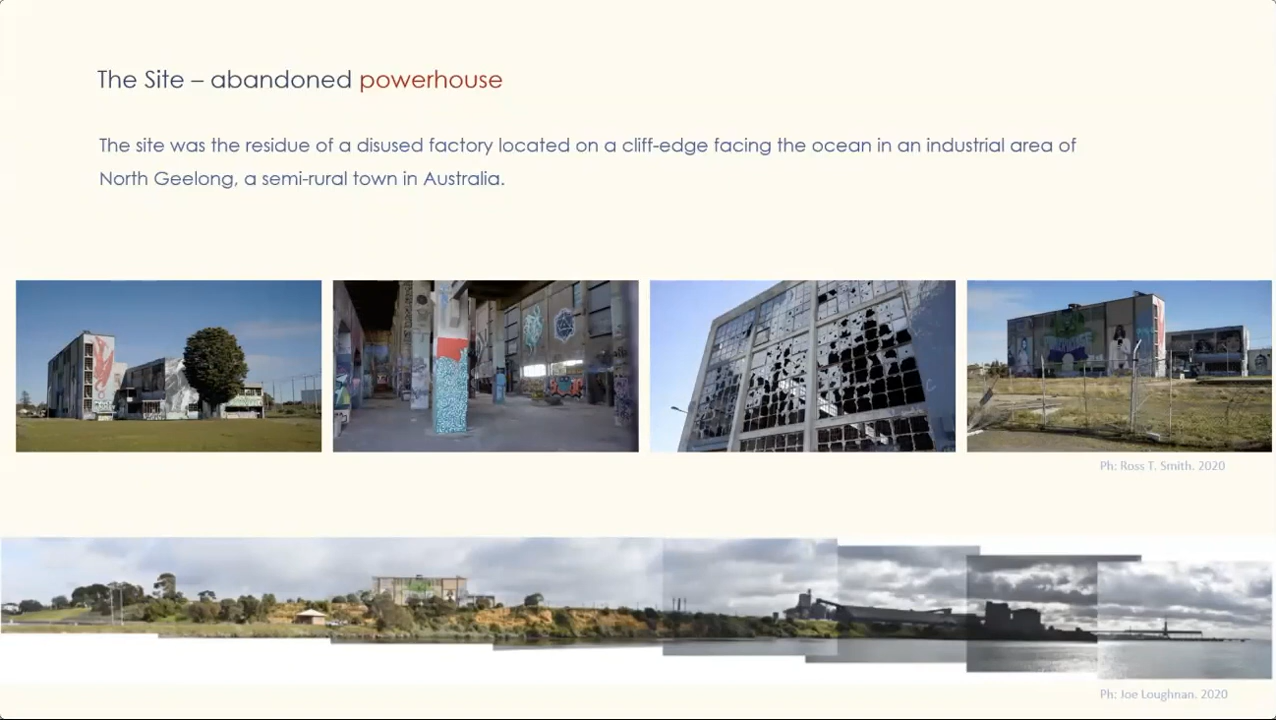 The Site – abandoned powerhouse
The site was the residue of a disused factory located on a cliff-edge facing the ocean in an industrial area of
North Geelong, a semi-rural town in Australia.
Ph: Ross T. Smith. 2020
Ph: Joe Loughnan. 2020